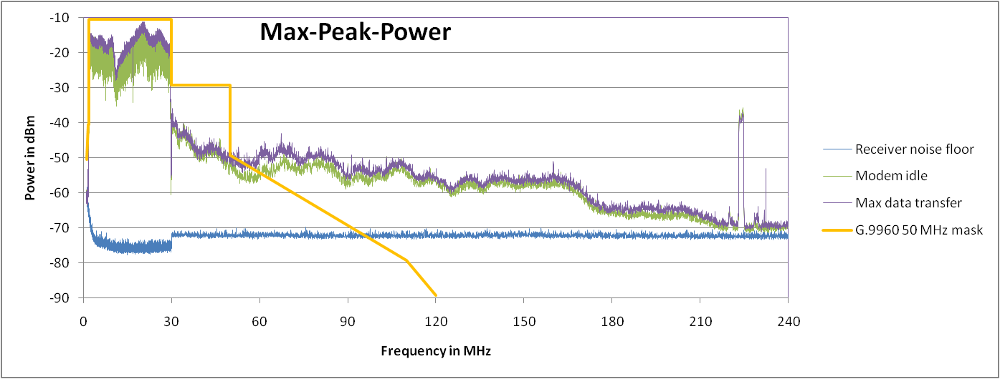 Max-Peak-Power
Power in dBm
-10
-20
-30
-40
-50
-60
-70
-80
-90
0 30 60 90 120 150 180 210 240
Frequency in MHz
Receiver noise floor
Modem idle
Max data transfer
G.9960 50 MHz mask